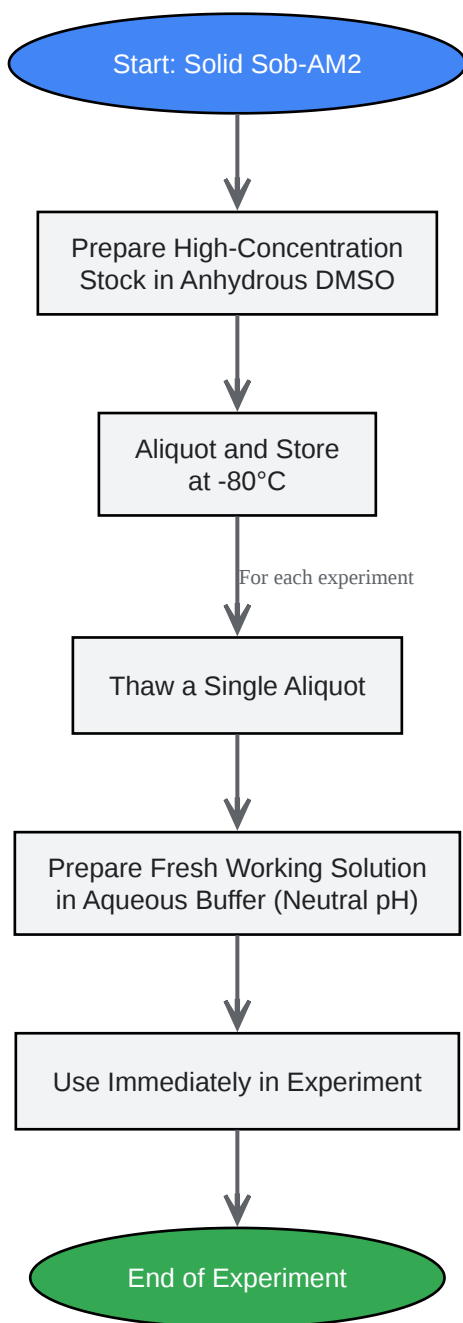 Start: Solid Sob-AM2
Prepare High-Concentration
Stock in Anhydrous DMSO
Aliquot and Store
at -80°C
For each experiment
Thaw a Single Aliquot
Prepare Fresh Working Solution
in Aqueous Buffer (Neutral pH)
Use Immediately in Experiment
End of Experiment